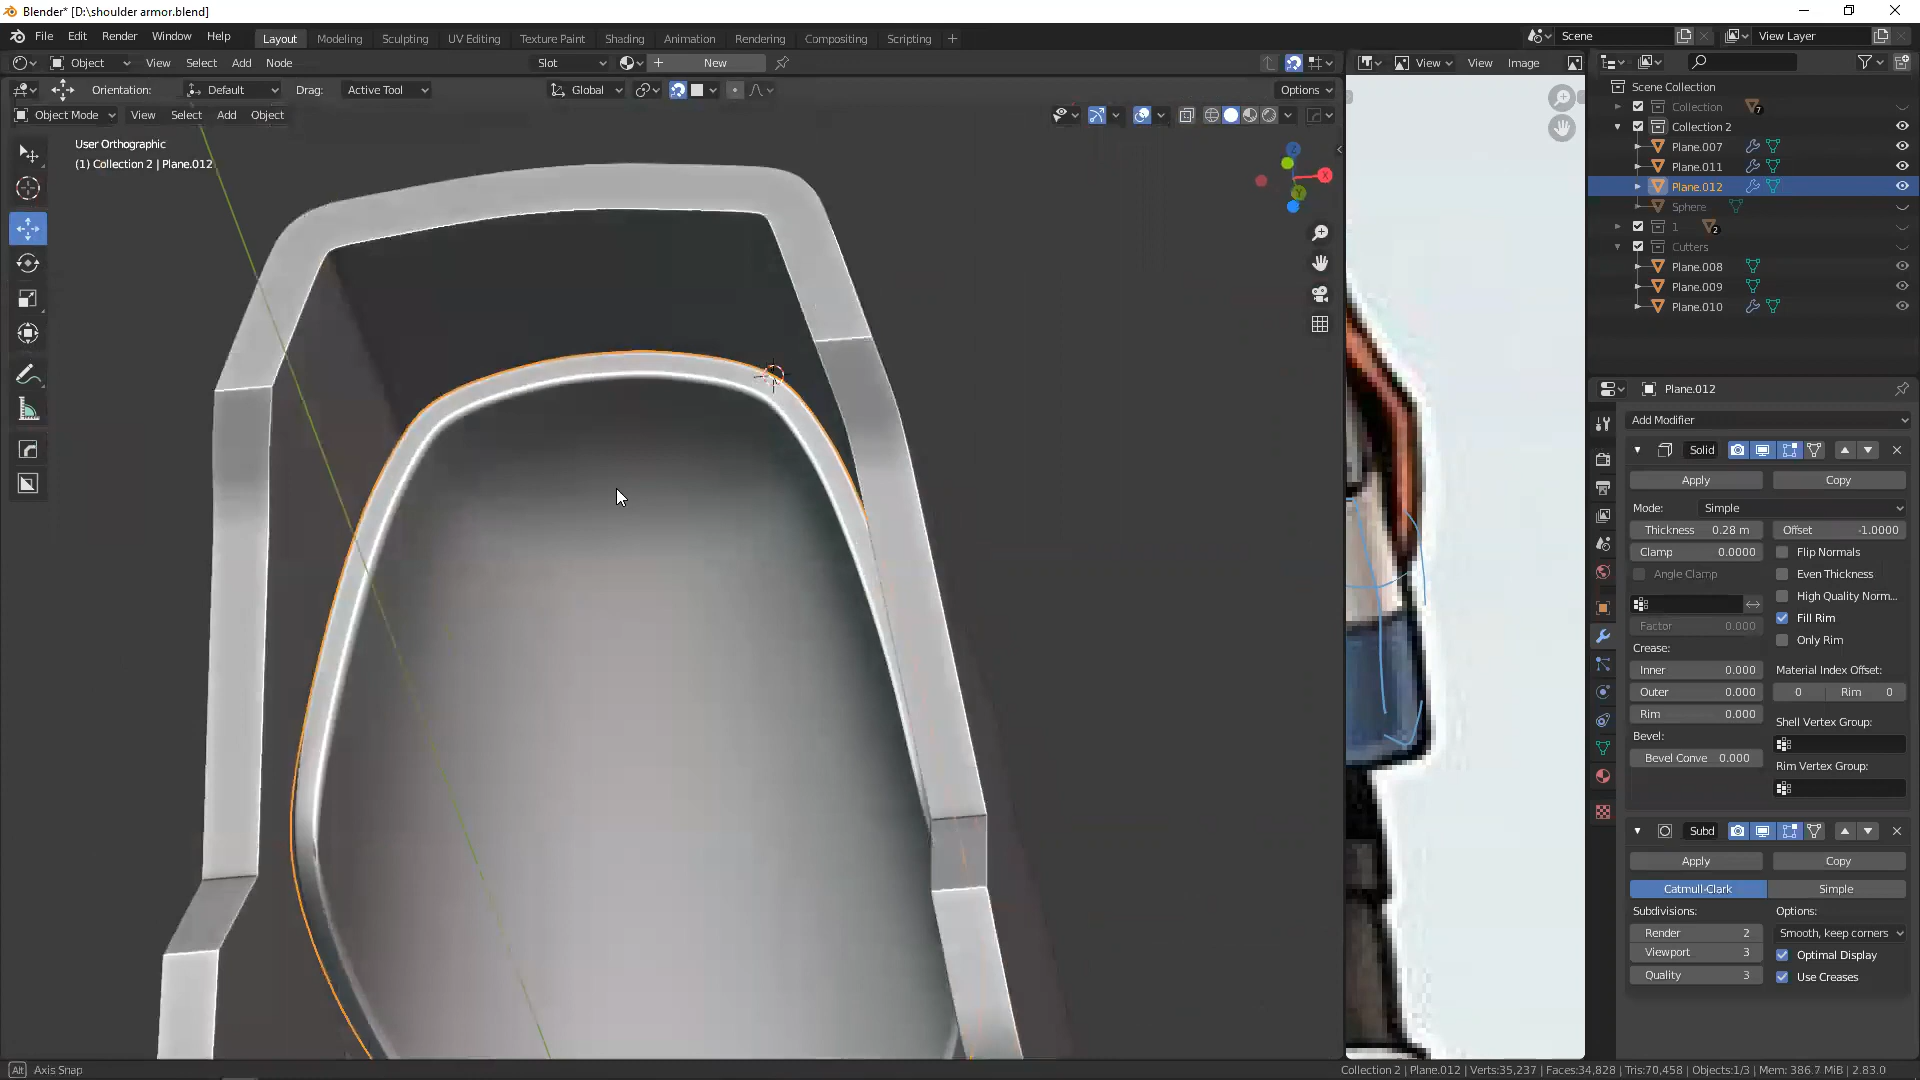 Blender* [D:\shoulder armor.blend]
File Edit Render Window Help
Layout Modeling Sculpting UV Editing Texture Paint Shading Animation Rendering Compositing Scripting +
Scene
View Layer
Object View Select Add Node
Slot
New
View View Image
Orientation: Default Drag: Active Tool
Global
Options
Object Mode View Select Add Object
User Orthographic
(1) Collection 2 | Plane.012
Z
X
Y
Scene Collection
Collection 7
Collection 2
Plane.007
Plane.011
Plane.012
Sphere
1 2
Cutters
Plane.008
Plane.009
Plane.010
Plane.012
Add Modifier
Solid
Apply Copy
Mode: Simple
Thickness 0.28 m Offset -1.0000
Clamp 0.0000 Flip Normals
Angle Clamp Even Thickness
High Quality Norm...
Factor 0.000 Fill Rim
Crease: Only Rim
Inner 0.000 Material Index Offset:
Outer 0.000 0 Rim 0
Rim 0.000 Shell Vertex Group:
Bevel:
Bevel Conve 0.000 Rim Vertex Group:
Subd
Apply Copy
Catmull-Clark Simple
Subdivisions: Options:
Render 2 Smooth, keep corners
Viewport 3 Optimal Display
Quality 3 Use Creases
Alt Axis Snap
Collection 2 | Plane.012 | Verts:35,237 | Faces:34,828 | Tris:70,458 | Objects:1/3 | Mem: 386.7 MiB | 2.83.0